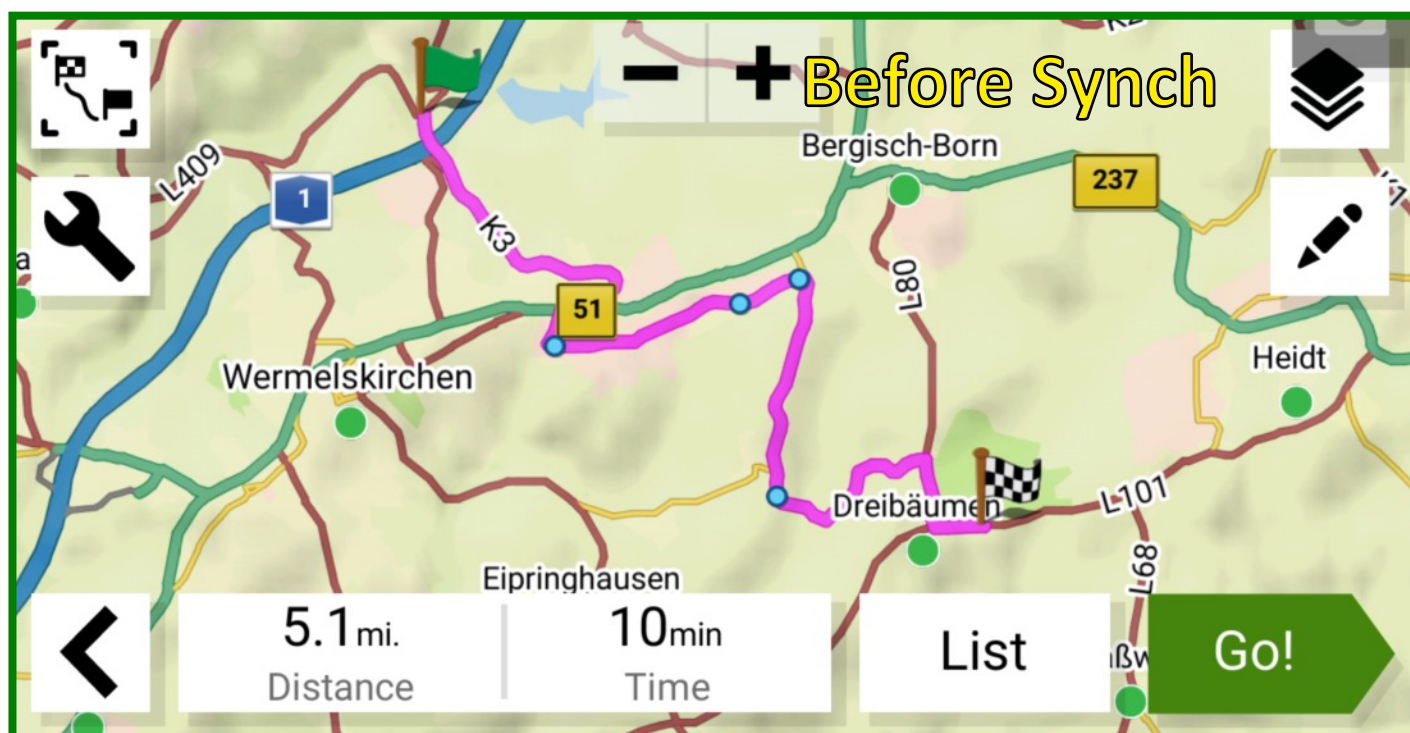 Before Synch
Bergisch-Born
L409
237
1
K3
L80
51
Heidt
Wermelskirchen
L101
Dreibäumen
L68
Eipringhausen
5.1mi.
10min
List
Go!
Distance
Time